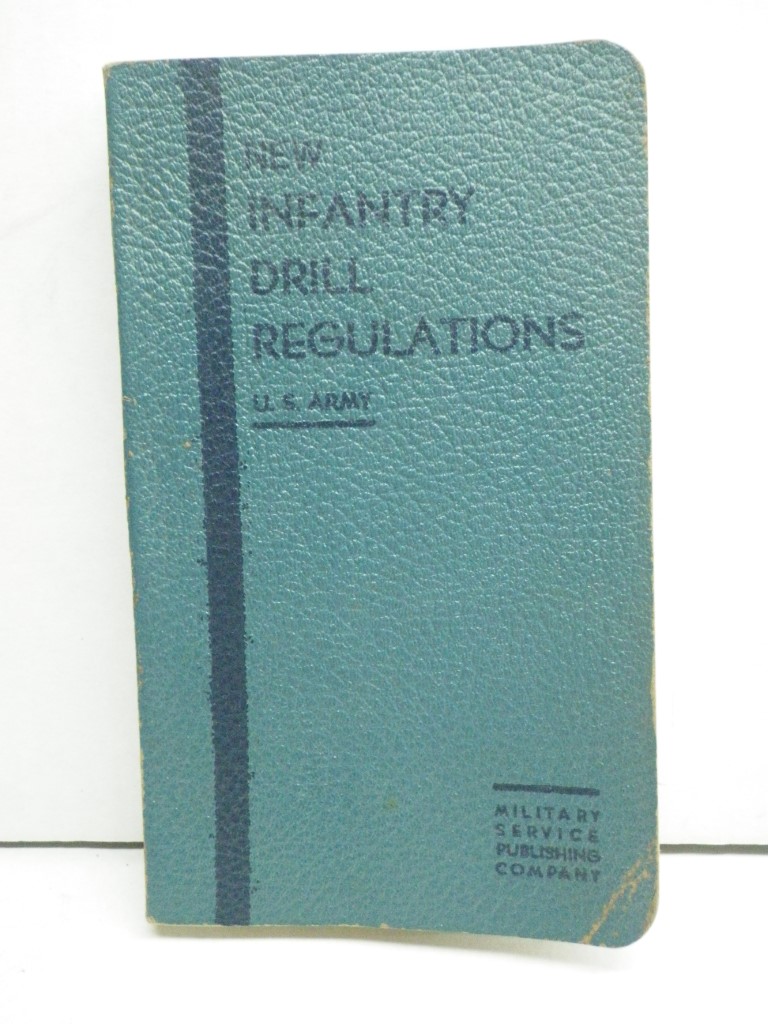 NEW
INFANTRY
DRILL
REGULATIONS
U. S. ARMY
MILITARY
SERVICE
PUBLISHING
COMPANY